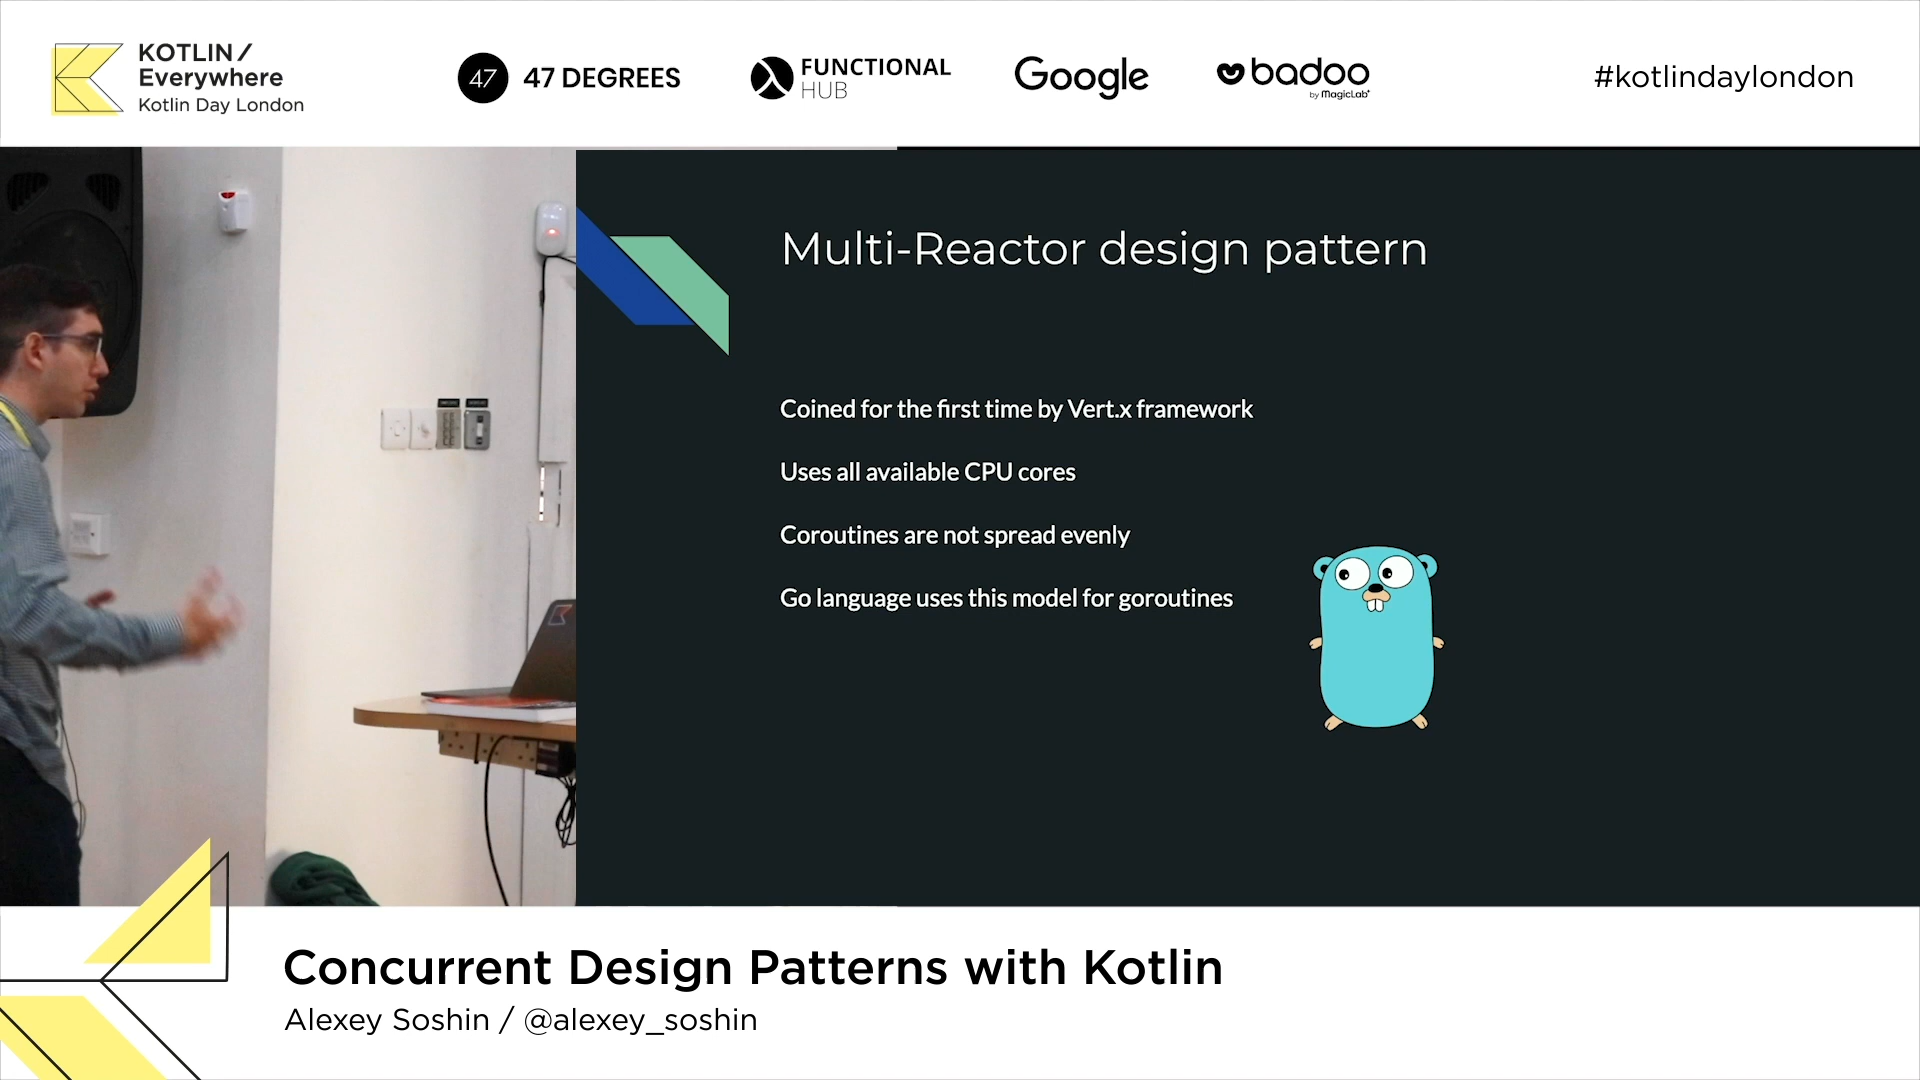 KOTLIN /
Everywhere
Kotlin Day London
47 47 DEGREES
FUNCTIONAL
HUB
Google
badoo
by MagicLab
#kotlindaylondon
Multi-Reactor design pattern
Coined for the first time by Vert.x framework
Uses all available CPU cores
Coroutines are not spread evenly
Go language uses this model for goroutines
Concurrent Design Patterns with Kotlin
Alexey Soshin / @alexey_soshin